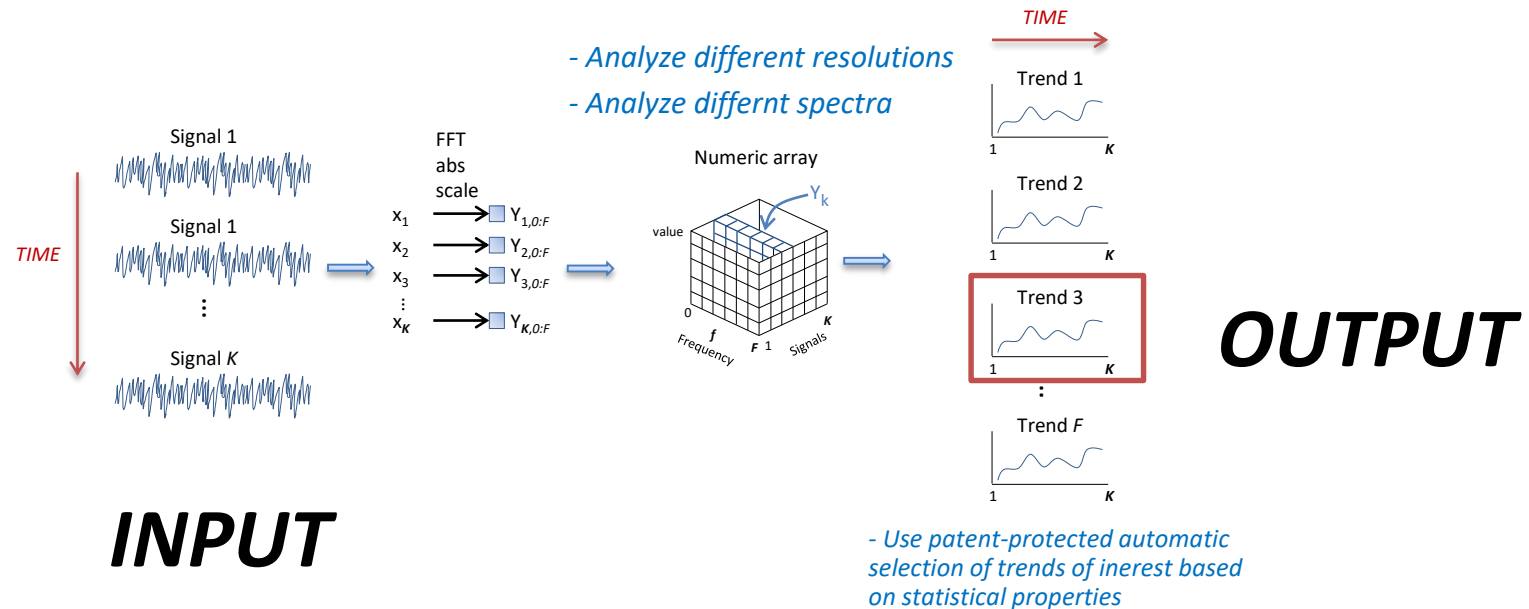 TIME
- Analyze different resolutions
- Analyze differnt spectra
Signal 1
Signal 1
⋮
Signal K
TIME
INPUT
FFT
abs
scale
x1
Y1,0:F
x2
Y2,0:F
x3
Y3,0:F
⋮
xK
YK,0:F
Numeric array
Yk
value
0
f
Frequency
F
1
Signals
K
Trend 1
1
K
Trend 2
1
K
Trend 3
1
K
⋮
Trend F
1
K
OUTPUT
- Use patent-protected automatic
selection of trends of inerest based
on statistical properties